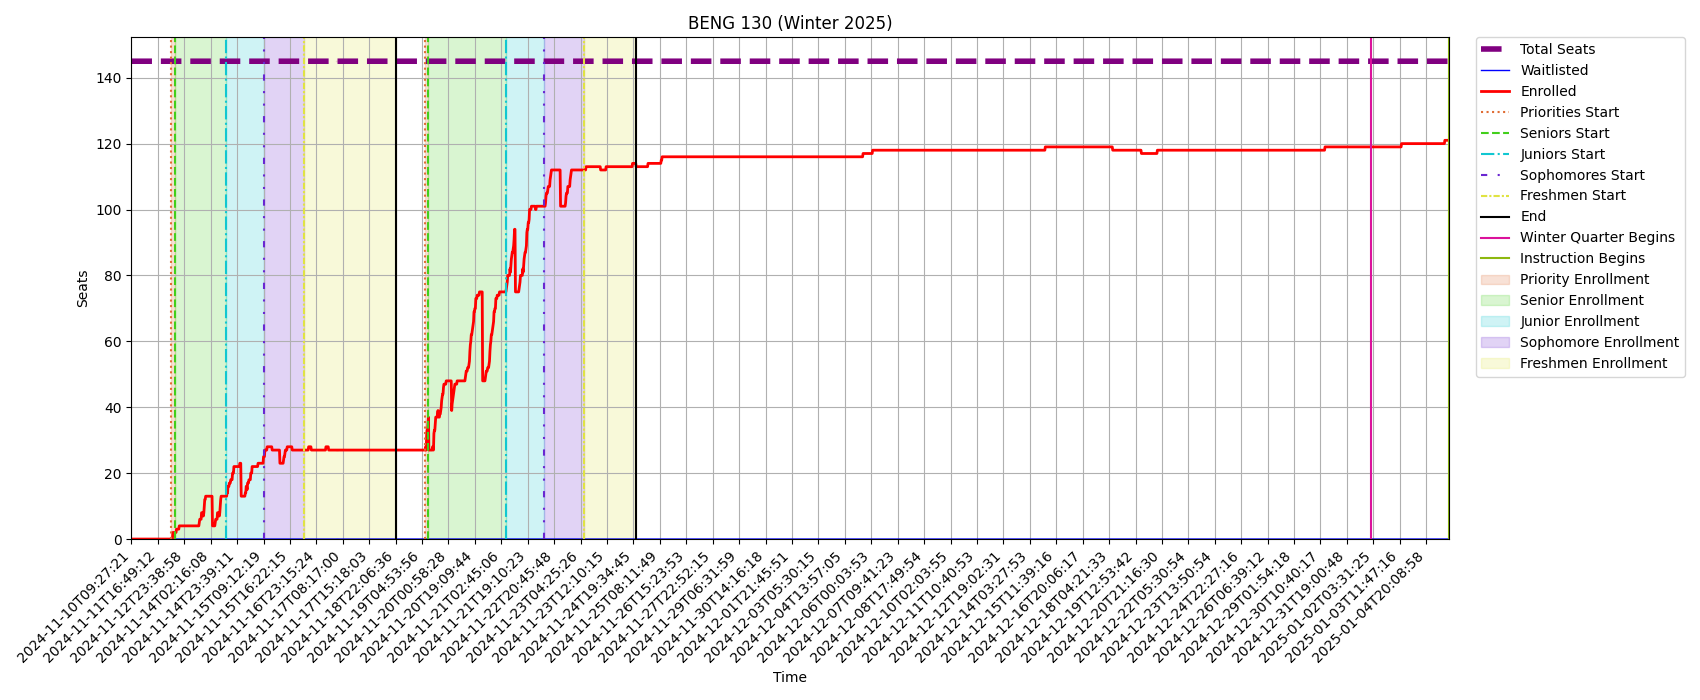 BENG 130 (Winter 2025)
Seats
140
120
100
80
60
40
20
0
2024-11-10T09:27:21
2024-11-11T16:49:12
2024-11-12T23:38:58
2024-11-14T02:16:08
2024-11-14T23:39:11
2024-11-15T09:12:19
2024-11-15T16:22:15
2024-11-16T23:15:24
2024-11-17T08:17:00
2024-11-17T15:18:03
2024-11-18T22:06:36
2024-11-19T04:53:56
2024-11-20T00:58:28
2024-11-20T19:09:44
2024-11-21T02:45:06
2024-11-21T19:10:23
2024-11-22T20:45:48
2024-11-23T04:25:26
2024-11-23T12:10:15
2024-11-24T19:34:45
2024-11-25T08:11:49
2024-11-26T15:23:53
2024-11-27T22:52:15
2024-11-29T06:31:59
2024-11-30T14:16:18
2024-12-01T21:45:51
2024-12-03T05:30:15
2024-12-04T13:57:05
2024-12-06T00:03:53
2024-12-07T09:41:23
2024-12-08T17:49:54
2024-12-10T02:03:55
2024-12-11T10:40:53
2024-12-12T19:02:31
2024-12-14T03:27:53
2024-12-15T11:39:16
2024-12-16T20:06:17
2024-12-18T04:21:33
2024-12-19T12:53:42
2024-12-20T21:16:30
2024-12-22T05:30:54
2024-12-23T13:50:54
2024-12-24T22:27:16
2024-12-26T06:39:12
2024-12-29T01:54:18
2024-12-30T10:40:17
2024-12-31T19:00:48
2025-01-02T03:31:25
2025-01-03T11:47:16
2025-01-04T20:08:58
Time
Total Seats
Waitlisted
Enrolled
Priorities Start
Seniors Start
Juniors Start
Sophomores Start
Freshmen Start
End
Winter Quarter Begins
Instruction Begins
Priority Enrollment
Senior Enrollment
Junior Enrollment
Sophomore Enrollment
Freshmen Enrollment